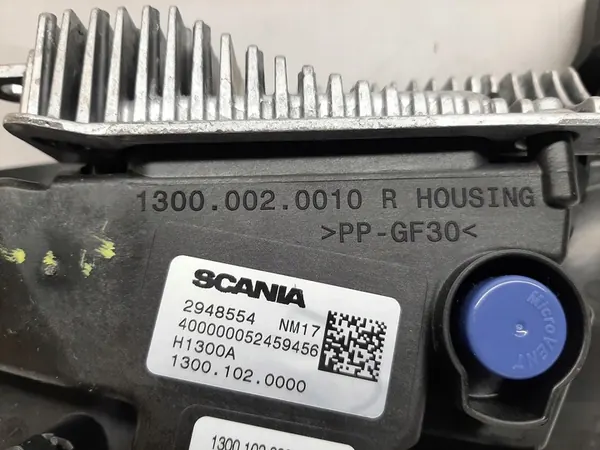 1300.002.0010 R HOUSING
>PP-GF30<
SCANIA
2948554 NM17
400000052459456
H1300A
1300.102.0000
MicroVENT